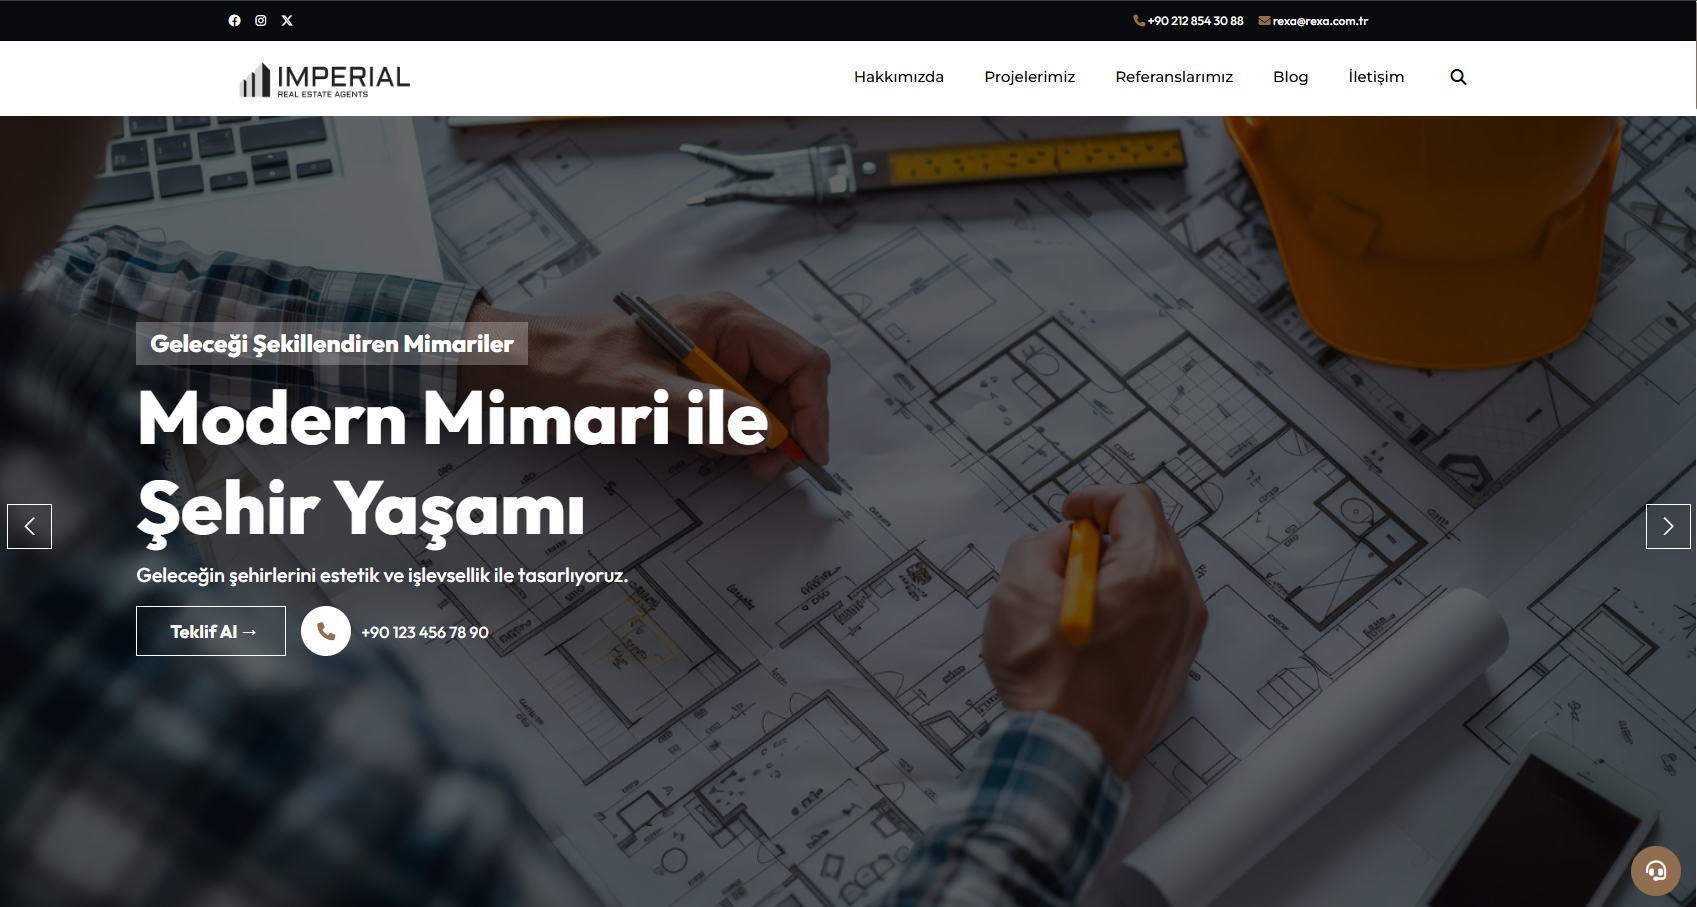 +90 212 854 30 88 rexa@rexa.com.tr
IMPERIAL
REAL ESTATE AGENTS
Hakkımızda Projelerimiz Referanslarımız Blog İletişim
Geleceği Şekillendiren Mimariler
Modern Mimari ile
Şehir Yaşamı
Geleceğin şehirlerini estetik ve işlevsellik ile tasarlıyoruz.
Teklif Al → +90 123 456 78 90